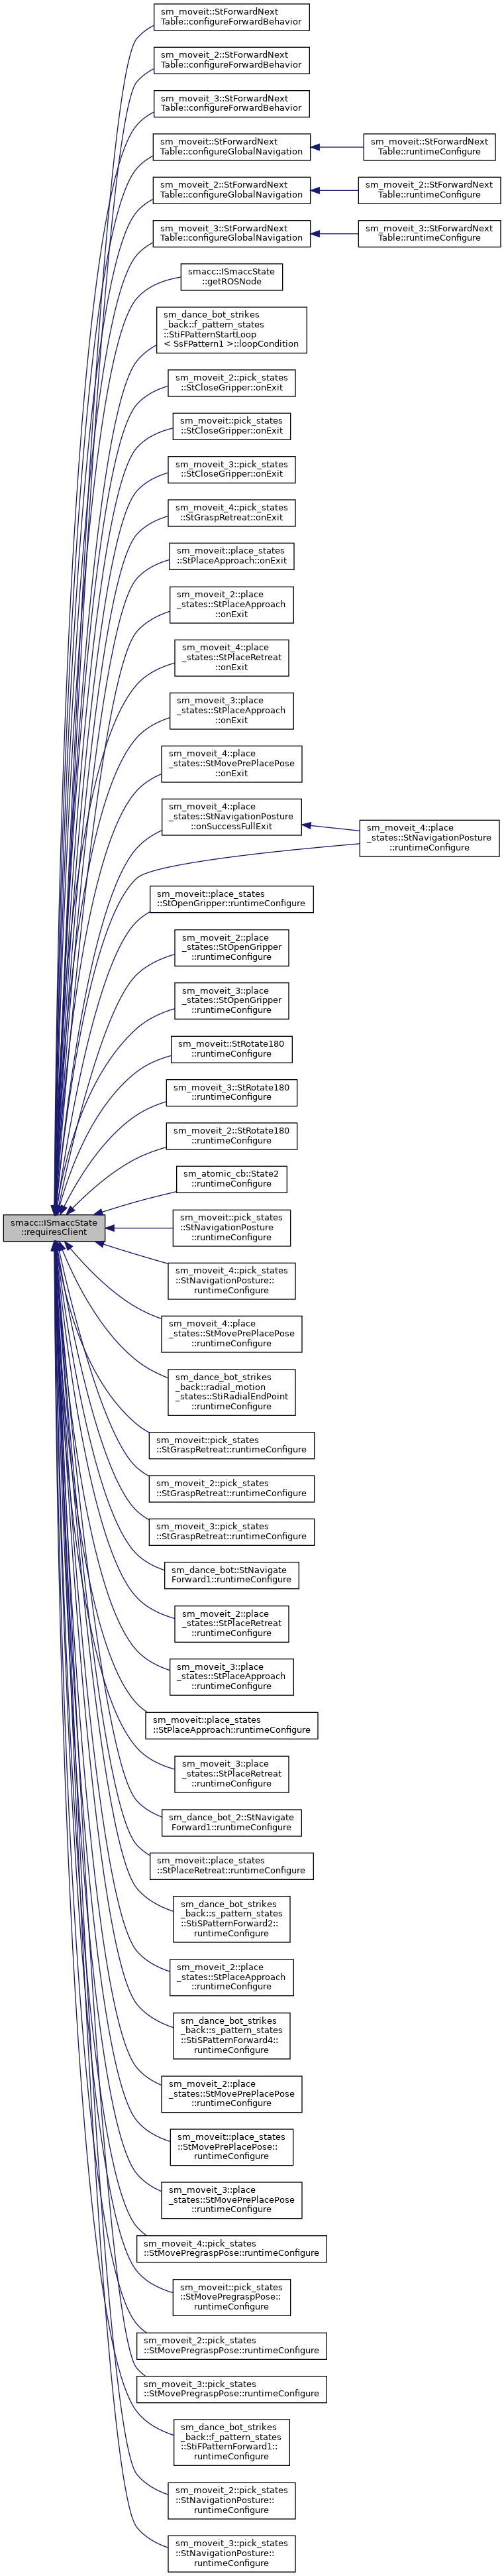 sm_moveit::StForwardNext
Table::configureForwardBehavior
sm_moveit_2::StForwardNext
Table::configureForwardBehavior
sm_moveit_3::StForwardNext
Table::configureForwardBehavior
sm_moveit::StForwardNext
Table::configureGlobalNavigation
sm_moveit::StForwardNext
Table::runtimeConfigure
sm_moveit_2::StForwardNext
Table::configureGlobalNavigation
sm_moveit_2::StForwardNext
Table::runtimeConfigure
sm_moveit_3::StForwardNext
Table::configureGlobalNavigation
sm_moveit_3::StForwardNext
Table::runtimeConfigure
smacc::ISmaccState
::getROSNode
sm_dance_bot_strikes
_back::f_pattern_states
::StiFPatternStartLoop
< SsFPattern1 >::loopCondition
sm_moveit_2::pick_states
::StCloseGripper::onExit
sm_moveit::pick_states
::StCloseGripper::onExit
sm_moveit_3::pick_states
::StCloseGripper::onExit
sm_moveit_4::pick_states
::StGraspRetreat::onExit
sm_moveit::place_states
::StPlaceApproach::onExit
sm_moveit_2::place
_states::StPlaceApproach
::onExit
sm_moveit_4::place
_states::StPlaceRetreat
::onExit
sm_moveit_3::place
_states::StPlaceApproach
::onExit
sm_moveit_4::place
_states::StMovePrePlacePose
::onExit
sm_moveit_4::place
_states::StNavigationPosture
::onSuccessFullExit
sm_moveit_4::place
_states::StNavigationPosture
::runtimeConfigure
sm_moveit::place_states
::StOpenGripper::runtimeConfigure
sm_moveit_2::place
_states::StOpenGripper
::runtimeConfigure
sm_moveit_3::place
_states::StOpenGripper
::runtimeConfigure
sm_moveit::StRotate180
::runtimeConfigure
sm_moveit_3::StRotate180
::runtimeConfigure
sm_moveit_2::StRotate180
::runtimeConfigure
sm_atomic_cb::State2
::runtimeConfigure
smacc::ISmaccState
::requiresClient
sm_moveit::pick_states
::StNavigationPosture
::runtimeConfigure
sm_moveit_4::pick_states
::StNavigationPosture::
runtimeConfigure
sm_moveit_4::place
_states::StMovePrePlacePose
::runtimeConfigure
sm_dance_bot_strikes
_back::radial_motion
_states::StiRadialEndPoint
::runtimeConfigure
sm_moveit::pick_states
::StGraspRetreat::runtimeConfigure
sm_moveit_2::pick_states
::StGraspRetreat::runtimeConfigure
sm_moveit_3::pick_states
::StGraspRetreat::runtimeConfigure
sm_dance_bot::StNavigate
Forward1::runtimeConfigure
sm_moveit_2::place
_states::StPlaceRetreat
::runtimeConfigure
sm_moveit_3::place
_states::StPlaceApproach
::runtimeConfigure
sm_moveit::place_states
::StPlaceApproach::runtimeConfigure
sm_moveit_3::place
_states::StPlaceRetreat
::runtimeConfigure
sm_dance_bot_2::StNavigate
Forward1::runtimeConfigure
sm_moveit::place_states
::StPlaceRetreat::runtimeConfigure
sm_dance_bot_strikes
_back::s_pattern_states
::StiSPatternForward2::
runtimeConfigure
sm_moveit_2::place
_states::StPlaceApproach
::runtimeConfigure
sm_dance_bot_strikes
_back::s_pattern_states
::StiSPatternForward4::
runtimeConfigure
sm_moveit_2::place
_states::StMovePrePlacePose
::runtimeConfigure
sm_moveit::place_states
::StMovePrePlacePose::
runtimeConfigure
sm_moveit_3::place
_states::StMovePrePlacePose
::runtimeConfigure
sm_moveit_4::pick_states
::StMovePregraspPose::runtimeConfigure
sm_moveit::pick_states
::StMovePregraspPose::
runtimeConfigure
sm_moveit_2::pick_states
::StMovePregraspPose::runtimeConfigure
sm_moveit_3::pick_states
::StMovePregraspPose::runtimeConfigure
sm_dance_bot_strikes
_back::f_pattern_states
::StiFPatternForward1::
runtimeConfigure
sm_moveit_2::pick_states
::StNavigationPosture::
runtimeConfigure
sm_moveit_3::pick_states
::StNavigationPosture::
runtimeConfigure